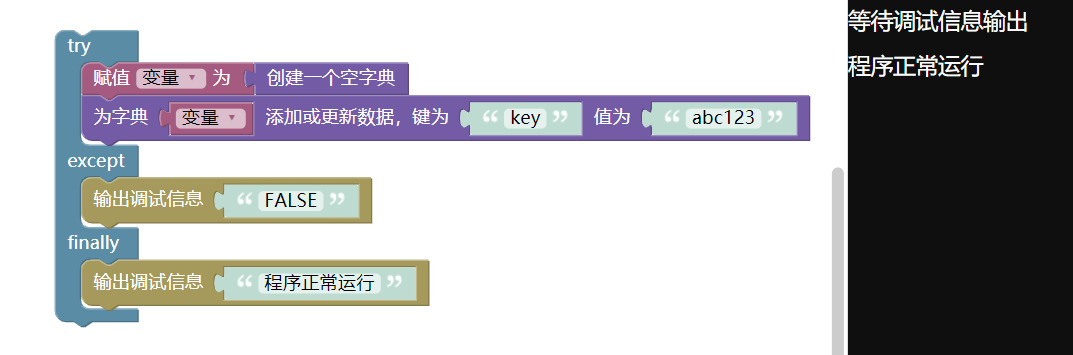 try
赋值 变量 为 创建一个空字典
为字典 变量 添加或更新数据，键为 “ key ” 值为 “ abc123 ”
except
输出调试信息 “ FALSE ”
finally
输出调试信息 “ 程序正常运行 ”
等待调试信息输出
程序正常运行